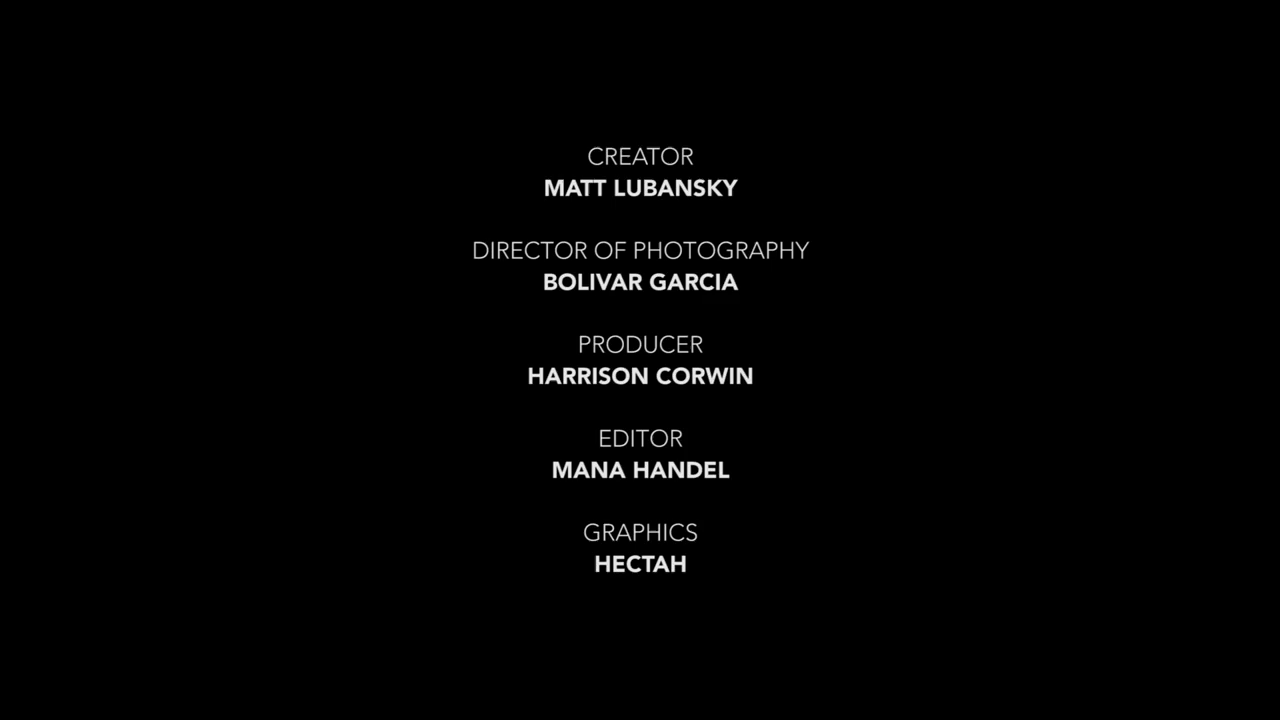 CREATOR
MATT LUBANSKY
DIRECTOR OF PHOTOGRAPHY
BOLIVAR GARCIA
PRODUCER
HARRISON CORWIN
EDITOR
MANA HANDEL
GRAPHICS
HECTAH